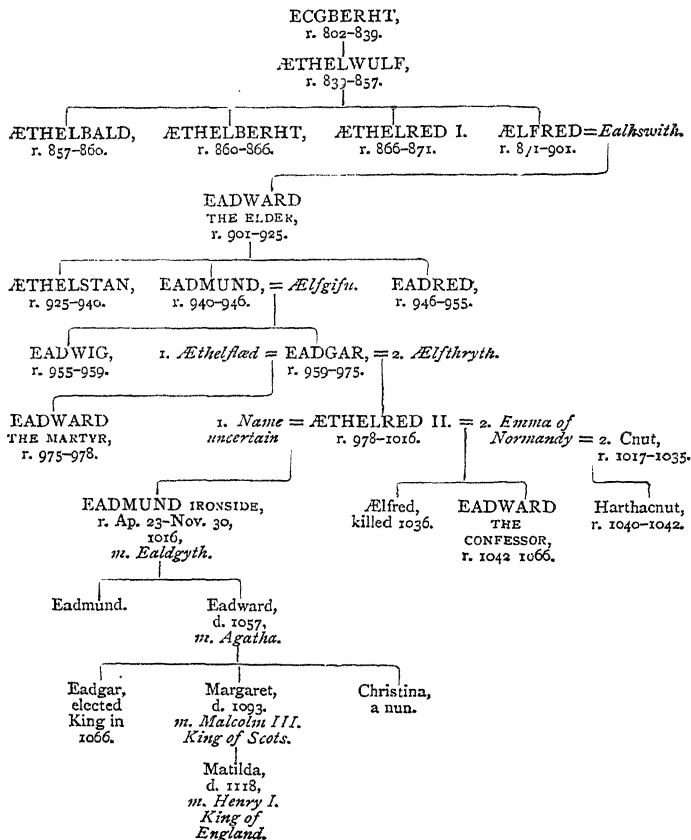 ECGBERHT,
r. 802–839.
ÆTHELWULF,
r. 839–857.
ÆTHELBALD, ÆTHELBERHT, ÆTHELRED I. ÆLFRED=Ealhswith.
r. 857–860. r. 860–866. r. 866–871. r. 871–901.
EADWARD
THE ELDER,
r. 901–925.
ÆTHELSTAN, EADMUND, = Ælfgifu. EADRED,
r. 925–940. r. 940–946. r. 946–955.
EADWIG, 1. Æthelflæd = EADGAR, = 2. Ælfthryth.
r. 955–959. r. 959–975.
EADWARD
THE MARTYR,
r. 975–978.
1. Name = ÆTHELRED II. = 2. Emma of
uncertain r. 978–1016. Normandy = 2. Cnut,
r. 1017–1035.
EADMUND IRONSIDE,
r. Ap. 23–Nov. 30,
1016,
m. Ealdgyth.
Ælfred,
killed 1036.
EADWARD
THE
CONFESSOR,
r. 1042 1066.
Harthacnut,
r. 1040–1042.
Eadmund.
Eadward,
d. 1057,
m. Agatha.
Eadgar,
elected
King in
1066.
Margaret,
d. 1093.
m. Malcolm III.
King of Scots.
Christina,
a nun.
Matilda,
d. 1118,
m. Henry I.
King of
England.